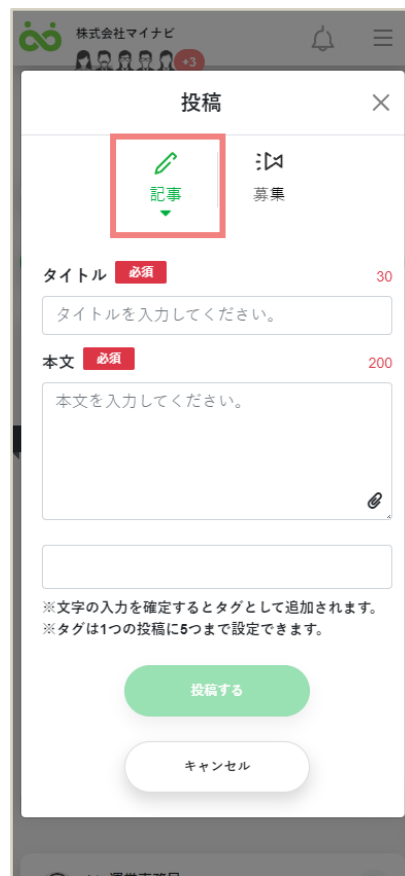 株式会社マイナビ
+3
投稿
記事
募集
タイトル 必須 30
タイトルを入力してください。
本文 必須 200
本文を入力してください。
※文字の入力を確定するとタグとして追加されます。
※タグは1つの投稿に5つまで設定できます。
投稿する
キャンセル